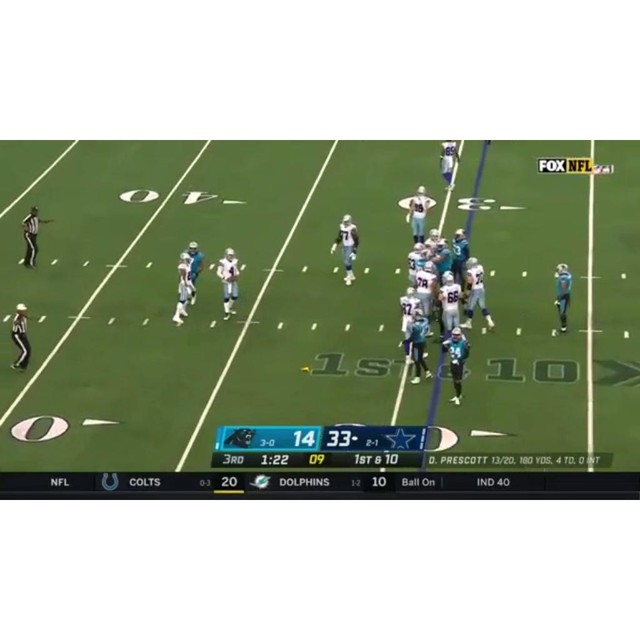 FOX NFL
40
30
4
1ST & 10
3-0 14 33 2-1
3RD 1:22 09 1ST & 10 D. PRESCOTT 13/20, 180 YDS, 4 TD, 0 INT
NFL COLTS 0-3 20 DOLPHINS 1-2 10 Ball On IND 40